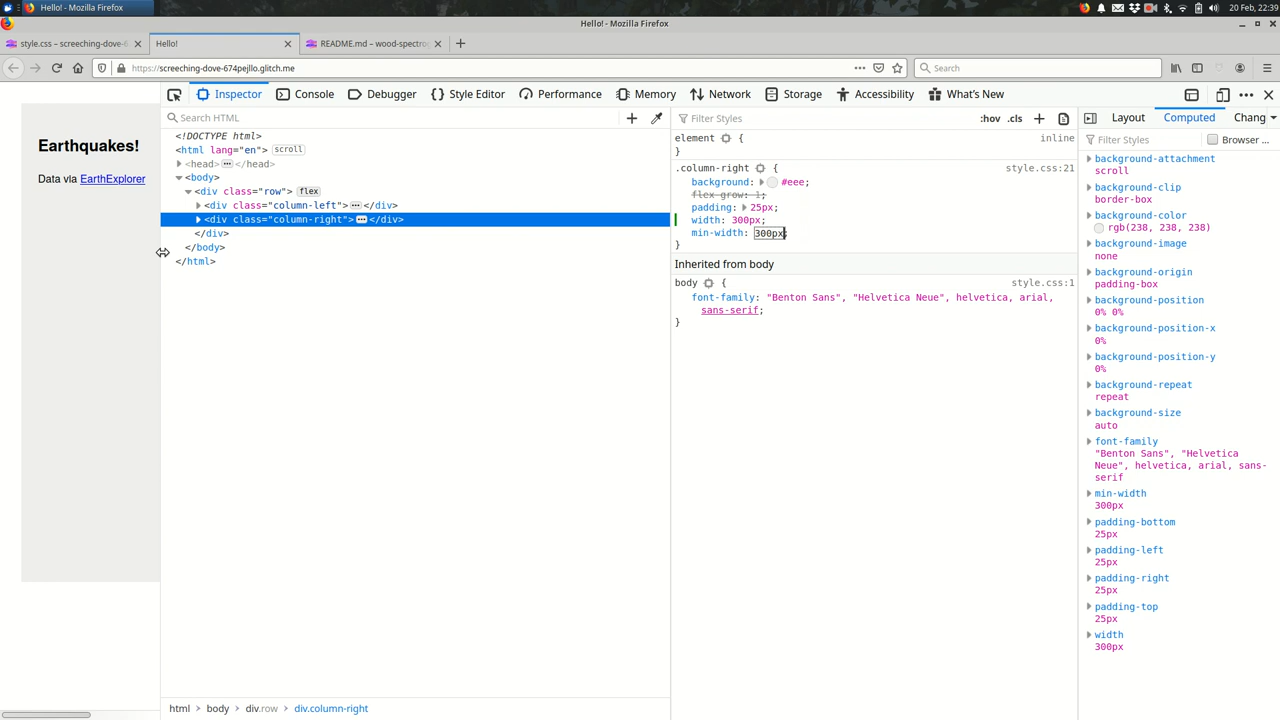 Hello! - Mozilla Firefox
20 Feb, 22:39
Hello! - Mozilla Firefox
style.css – screeching-dove-6
Hello!
README.md – wood-spectrog
https://screeching-dove-674pejllo.glitch.me
Search
Inspector
Console
Debugger
Style Editor
Performance
Memory
Network
Storage
Accessibility
What's New
Search HTML
<!DOCTYPE html>
<html lang="en"> scroll
<head> </head>
<body>
<div class="row"> flex
<div class="column-left"> </div>
<div class="column-right"> </div>
</div>
</body>
</html>
Earthquakes!
Data via EarthExplorer
html > body > div.row > div.column-right
Filter Styles
:hov .cls
element {
inline
}
.column-right {
style.css:21
background: #eee;
flex-grow: 1;
padding: 25px;
width: 300px;
min-width: 300px;
}
Inherited from body
body {
style.css:1
font-family: "Benton Sans", "Helvetica Neue", helvetica, arial,
sans-serif;
}
Layout
Computed
Chang
Filter Styles
Browser ...
background-attachment
scroll
background-clip
border-box
background-color
rgb(238, 238, 238)
background-image
none
background-origin
padding-box
background-position
0% 0%
background-position-x
0%
background-position-y
0%
background-repeat
repeat
background-size
auto
font-family
"Benton Sans", "Helvetica
Neue", helvetica, arial, sans-
serif
min-width
300px
padding-bottom
25px
padding-left
25px
padding-right
25px
padding-top
25px
width
300px